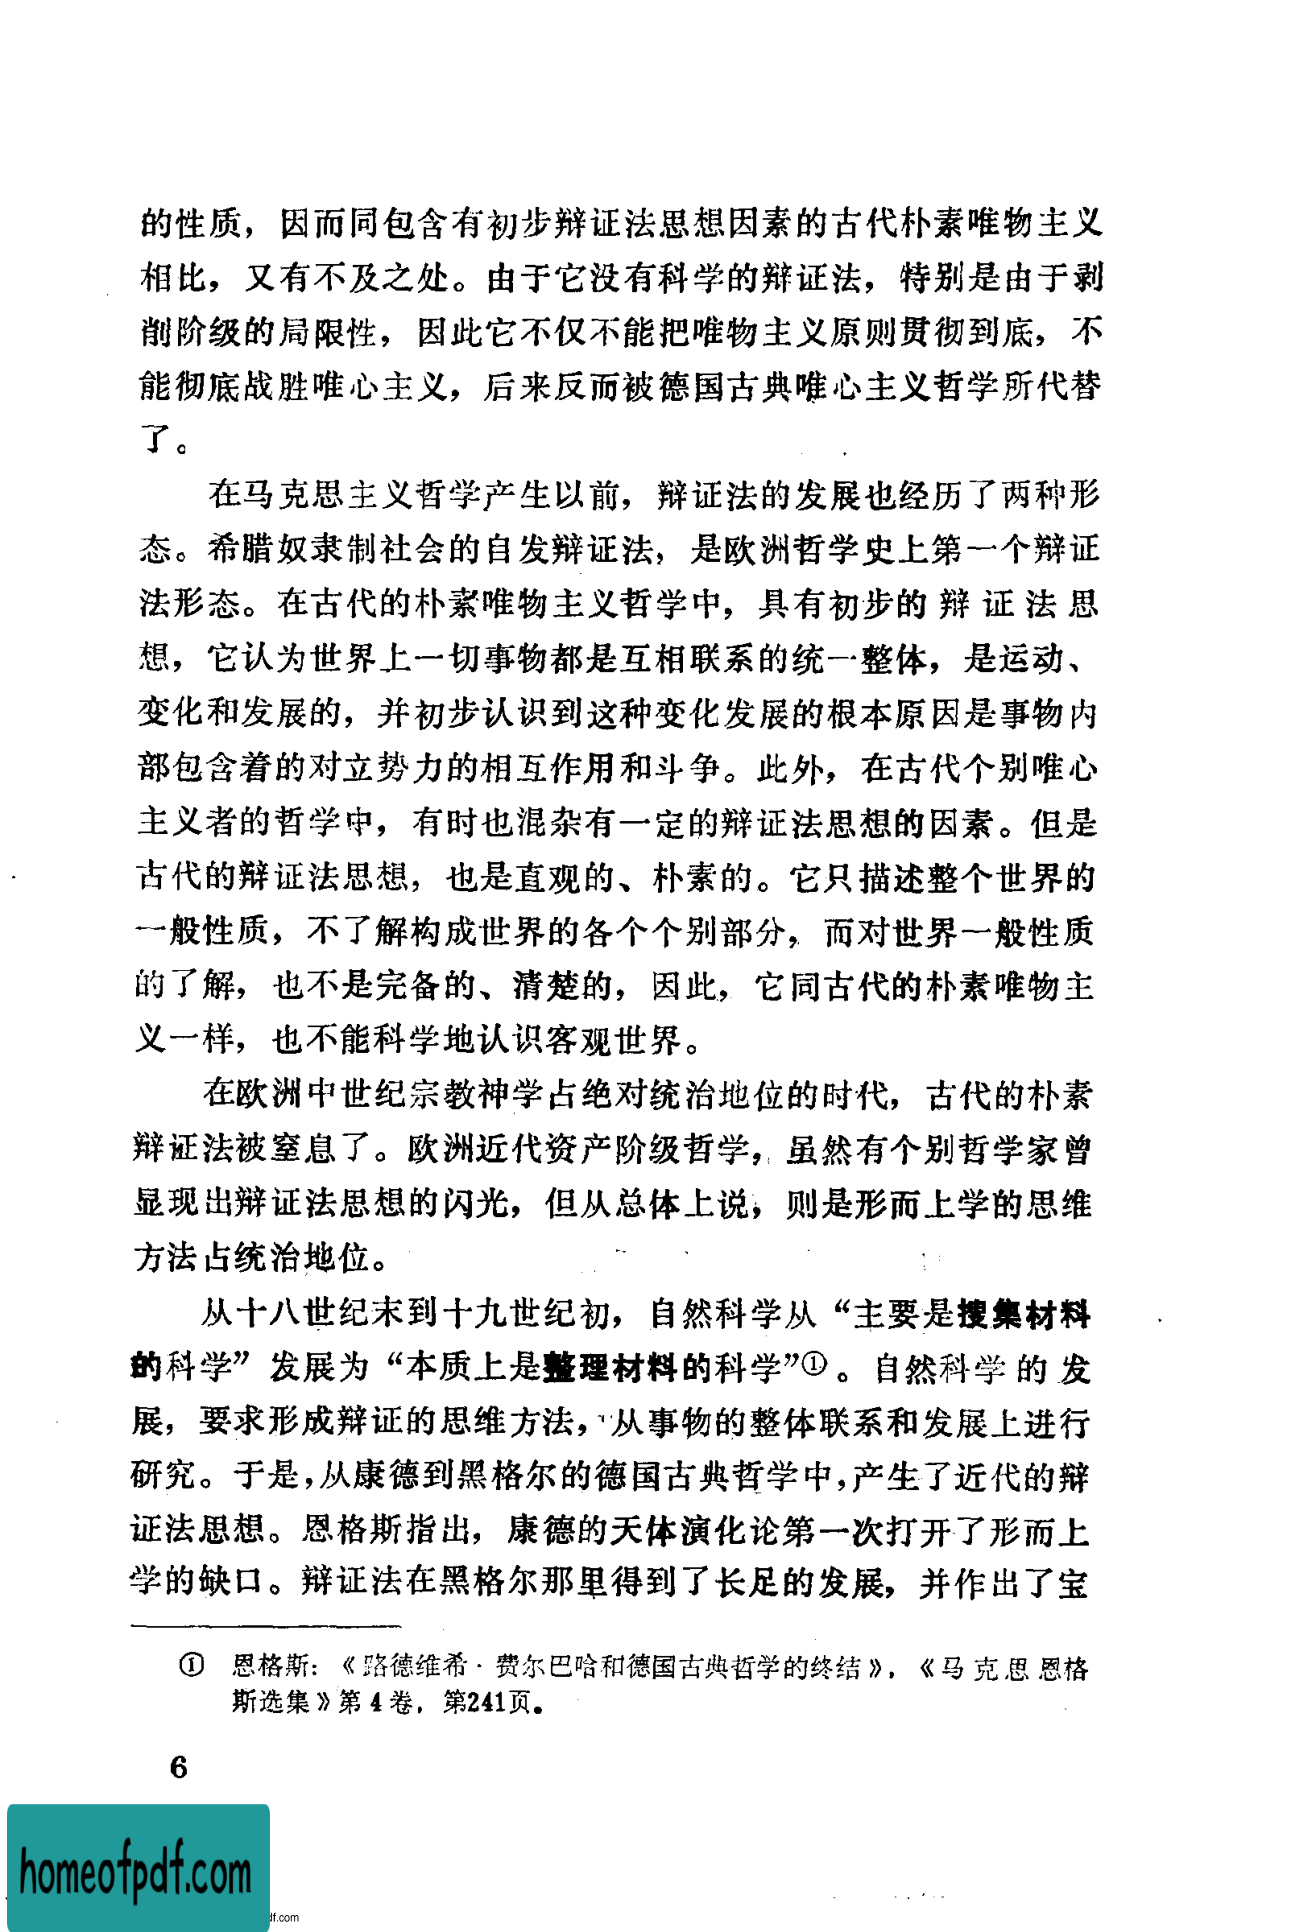 的性质，因而同包含有初步辩证法思想因素的古代朴素唯物主义
相比，又有不及之处。由于它没有科学的辩证法，特别是由于剥
削阶级的局限性，因此它不仅不能把唯物主义原则贯彻到底，不
能彻底战胜唯心主义，后来反而被德国古典唯心主义哲学所代替
了。
在马克思主义哲学产生以前，辩证法的发展也经历了两种形
态。希腊奴隶制社会的自发辩证法，是欧洲哲学史上第一个辩证
法形态。在古代的朴素唯物主义哲学中，具有初步的辩证法思
想，它认为世界上一切事物都是互相联系的统一整体，是运动、
变化和发展的，并初步认识到这种变化发展的根本原因是事物内
部包含着的对立势力的相互作用和斗争。此外，在古代个别唯心
主义者的哲学中，有时也混杂有一定的辩证法思想的因素。但是
古代的辩证法思想，也是直观的、朴素的。它只描述整个世界的
一般性质，不了解构成世界的各个个别部分，而对世界一般性质
的了解，也不是完备的、清楚的，因此，它同古代的朴素唯物主
义一样，也不能科学地认识客观世界。
在欧洲中世纪宗教神学占绝对统治地位的时代，古代的朴素
辩证法被窒息了。欧洲近代资产阶级哲学，虽然有个别哲学家曾
显现出辩证法思想的闪光，但从总体上说，则是形而上学的思维
方法占统治地位。
从十八世纪末到十九世纪初，自然科学从“主要是搜集材料
的科学”发展为“本质上是整理材料的科学”①。自然科学的发
展，要求形成辩证的思维方法，从事物的整体联系和发展上进行
研究。于是，从康德到黑格尔的德国古典哲学中，产生了近代的辩
证法思想。恩格斯指出，康德的天体演化论第一次打开了形而上
学的缺口。辩证法在黑格尔那里得到了长足的发展，并作出了宝
① 恩格斯：《路德维希·费尔巴哈和德国古典哲学的终结》，《马克思恩格
斯选集》第4卷，第241页。
6
homeofpdf.com
df.com